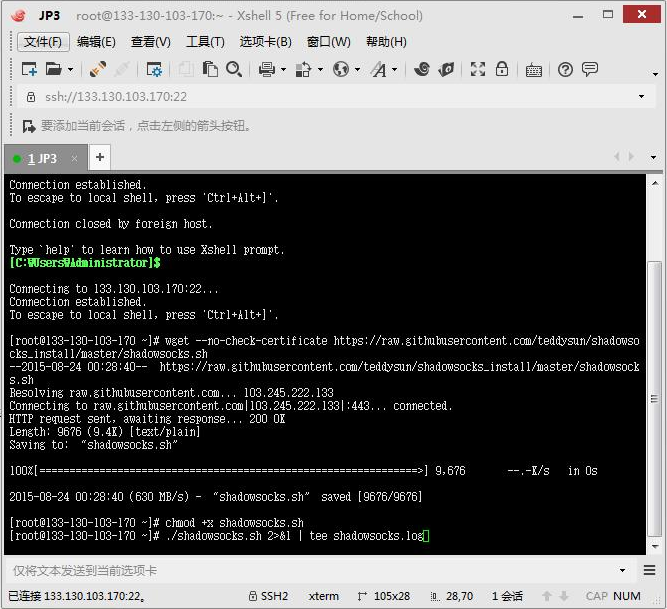 JP3 root@133-130-103-170:~ - Xshell 5 (Free for Home/School)
文件(F) 编辑(E) 查看(V) 工具(T) 选项卡(B) 窗口(W) 帮助(H)
ssh://133.130.103.170:22
要添加当前会话，点击左侧的箭头按钮。
1 JP3 × +
Connection established.
To escape to local shell, press 'Ctrl+Alt+]'.
Connection closed by foreign host.
Type `help' to learn how to use Xshell prompt.
[C:\Users\Administrator]$
Connecting to 133.130.103.170:22...
Connection established.
To escape to local shell, press 'Ctrl+Alt+]'.
[root@133-130-103-170 ~]# wget --no-check-certificate https://raw.githubusercontent.com/teddysun/shadowso
cks_install/master/shadowsocks.sh
--2015-08-24 00:28:40-- https://raw.githubusercontent.com/teddysun/shadowsocks_install/master/shadowsock
s.sh
Resolving raw.githubusercontent.com... 103.245.222.133
Connecting to raw.githubusercontent.com|103.245.222.133|:443... connected.
HTTP request sent, awaiting response... 200 OK
Length: 9676 (9.4K) [text/plain]
Saving to: “shadowsocks.sh”
100%[=========================================================>] 9,676 --.-K/s in 0s
2015-08-24 00:28:40 (630 MB/s) - “shadowsocks.sh” saved [9676/9676]
[root@133-130-103-170 ~]# chmod +x shadowsocks.sh
[root@133-130-103-170 ~]# ./shadowsocks.sh 2>&1 | tee shadowsocks.log
仅将文本发送到当前选项卡
已连接 133.130.103.170:22。 SSH2 xterm 105x28 28,70 1 会话 CAP NUM